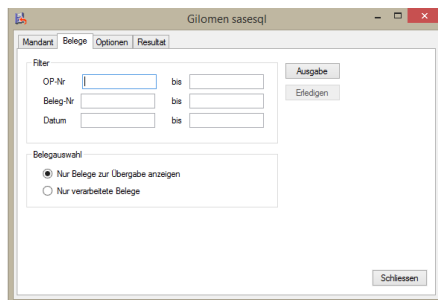 Gilomen sasesql
Mandant Belege Optionen Resultat
Filter
OP-Nr bis
Ausgabe
Beleg-Nr bis
Erledigen
Datum bis
Belegauswahl
Nur Belege zur Übergabe anzeigen
Nur verarbeitete Belege
Schliessen